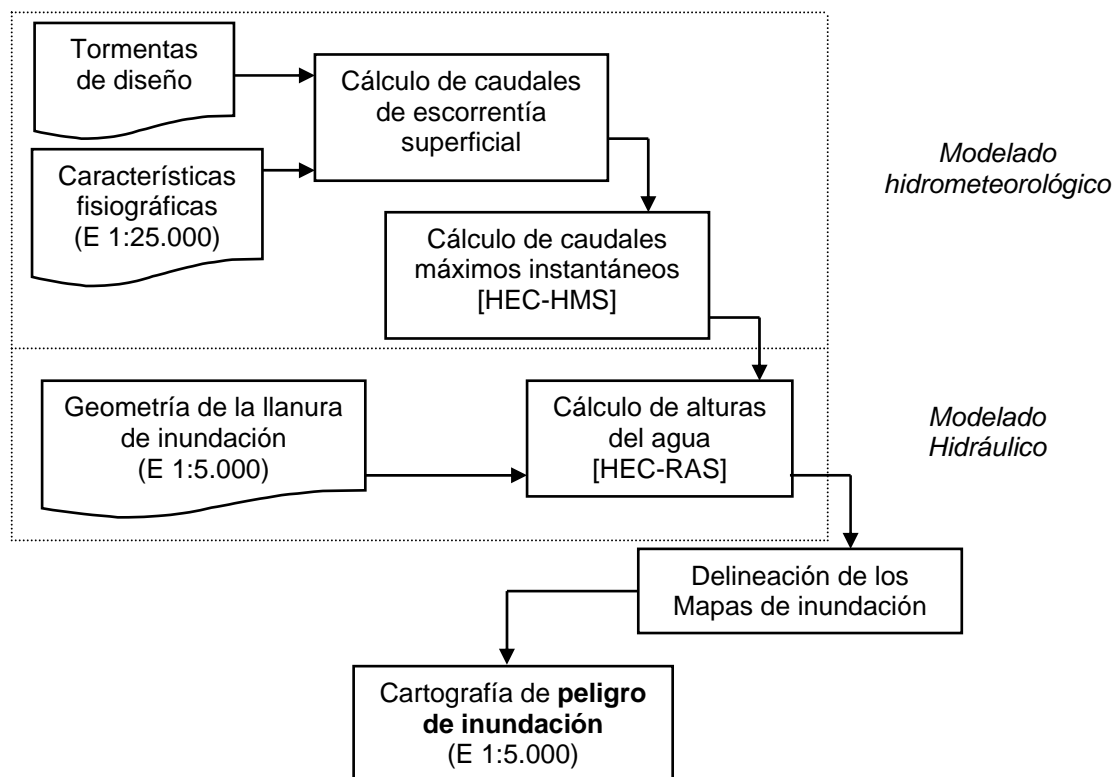 Tormentas
de diseño
Cálculo de caudales
de escorrentía
superficial
Características
fisiográficas
(E 1:25.000)
Modelado
hidrometeorológico
Cálculo de caudales
máximos instantáneos
[HEC-HMS]
Geometría de la llanura
de inundación
(E 1:5.000)
Cálculo de alturas
del agua
[HEC-RAS]
Modelado
Hidráulico
Delineación de los
Mapas de inundación
Cartografía de peligro
de inundación
(E 1:5.000)